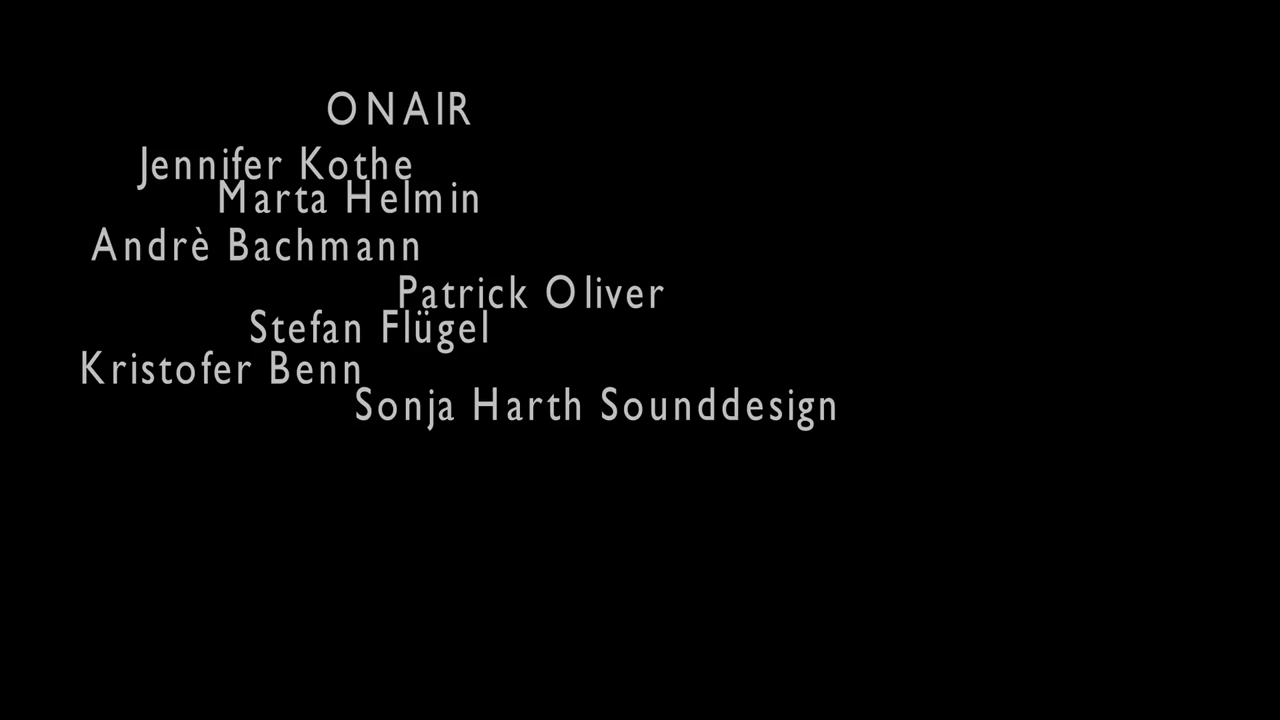 ONAIR
Jennifer Kothe
Marta Helmin
Andrè Bachmann
Patrick Oliver
Stefan Flügel
Kristofer Benn
Sonja Harth Sounddesign